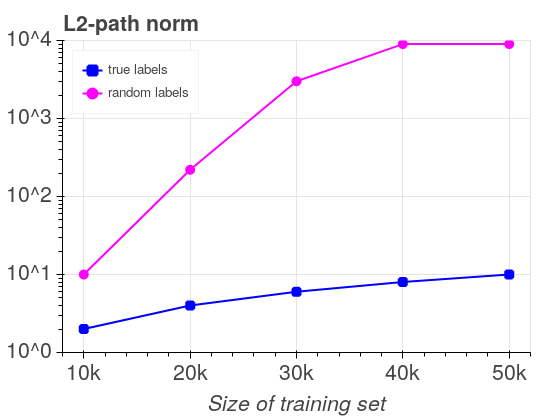 L2-path norm
10^4
10^3
10^2
10^1
10^0
true labels
random labels
10k 20k 30k 40k 50k
Size of training set